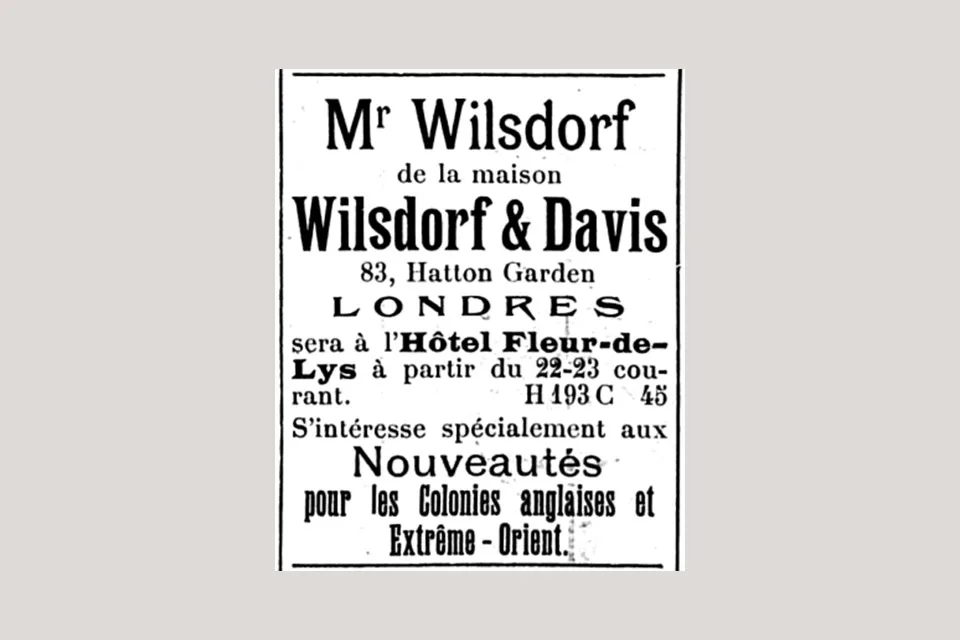 Mr Wilsdorf
de la maison
Wilsdorf & Davis
83, Hatton Garden
LONDRES
sera à l'Hôtel Fleur-de-
Lys à partir du 22-23 cou-
rant. H 193 C 45
S'intéresse spécialement aux
Nouveautés
pour les Colonies anglaises et
Extrême-Orient.